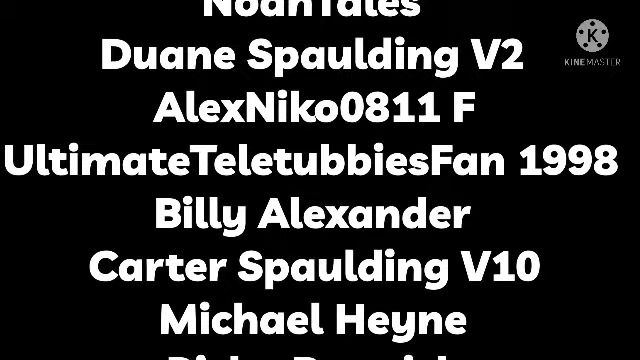 NoahTales
Duane Spaulding V2
AlexNiko0811 F
UltimateTeletubbiesFan 1998
Billy Alexander
Carter Spaulding V10
Michael Heyne
K
KINEMASTER